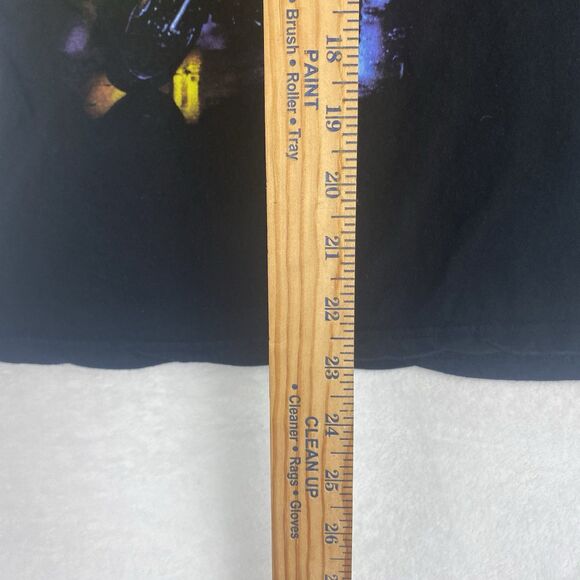 • Brush • Roller • Tray
PAINT
18
19
20
21
22
23
24
25
26
CLEAN UP
• Cleaner • Rags • Gloves